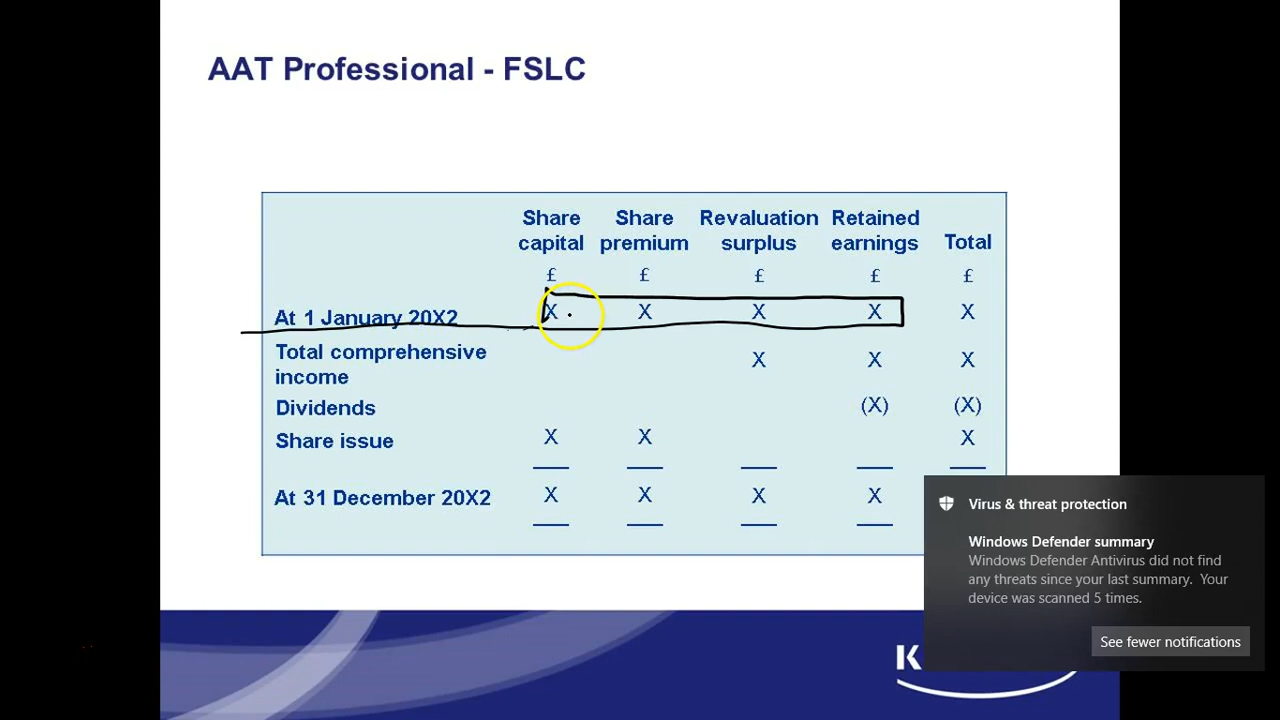 AAT Professional - FSLC
Share capital Share premium Revaluation surplus Retained earnings Total
£ £ £ £ £
At 1 January 20X2 X X X X X
Total comprehensive income X X X
Dividends (X) (X)
Share issue X X X
At 31 December 20X2 X X X X
Virus & threat protection
Windows Defender summary
Windows Defender Antivirus did not find
any threats since your last summary. Your
device was scanned 5 times.
See fewer notifications
K